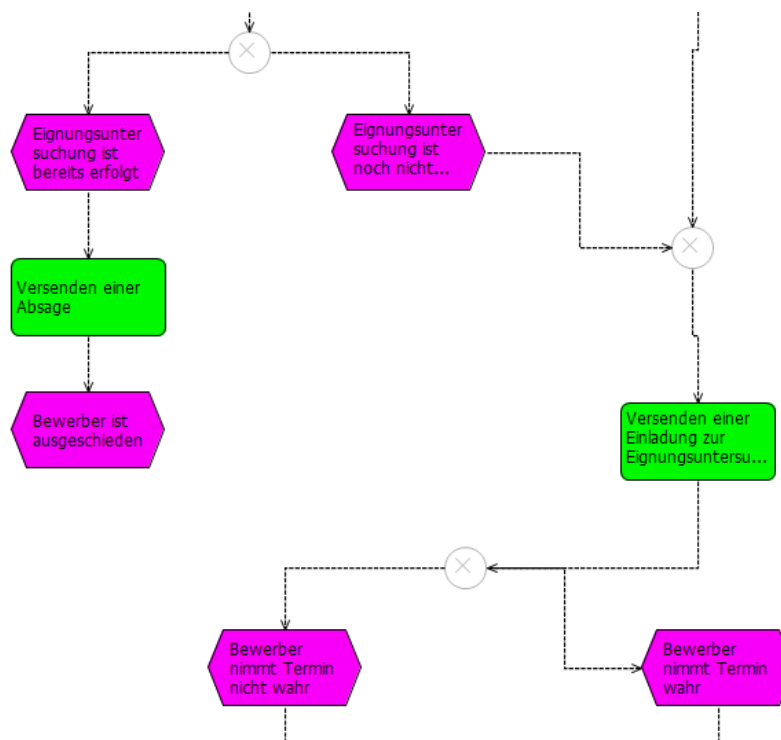 Eignungsunter
suchung ist
bereits erfolgt
Eignungsunter
suchung ist
noch nicht...
Versenden einer
Absage
Bewerber ist
ausgeschieden
Versenden einer
Einladung zur
Eignungsuntersu...
Bewerber
nimmt Termin
nicht wahr
Bewerber
nimmt Termin
wahr